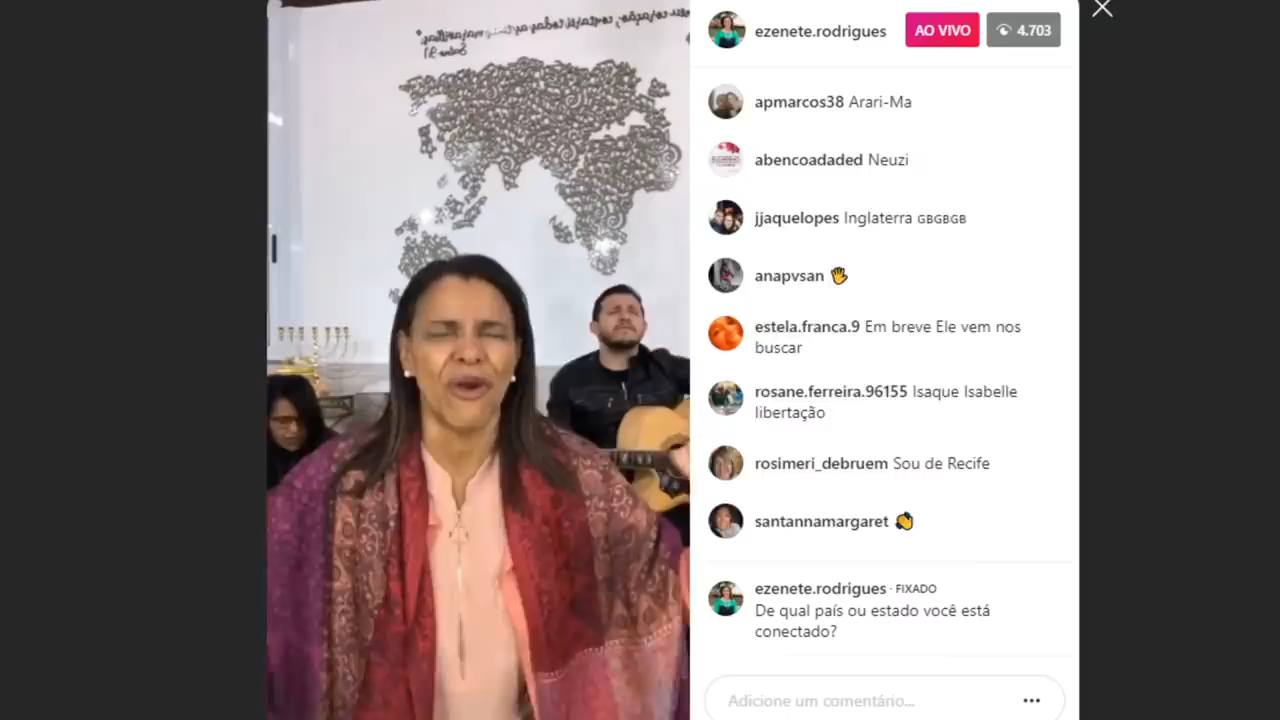 ezenete.rodrigues AO VIVO 4.703
apmarcos38 Arari-Ma
abencoadaded Neuzi
jjaquelopes Inglaterra GBGBGB
anapvsan 🖐
estela.franca.9 Em breve Ele vem nos
buscar
rosane.ferreira.96155 Isaque Isabelle
libertação
rosimeri_debruem Sou de Recife
santannamargaret 👏
ezenete.rodrigues · FIXADO
De qual país ou estado você está
conectado?
Adicione um comentário...